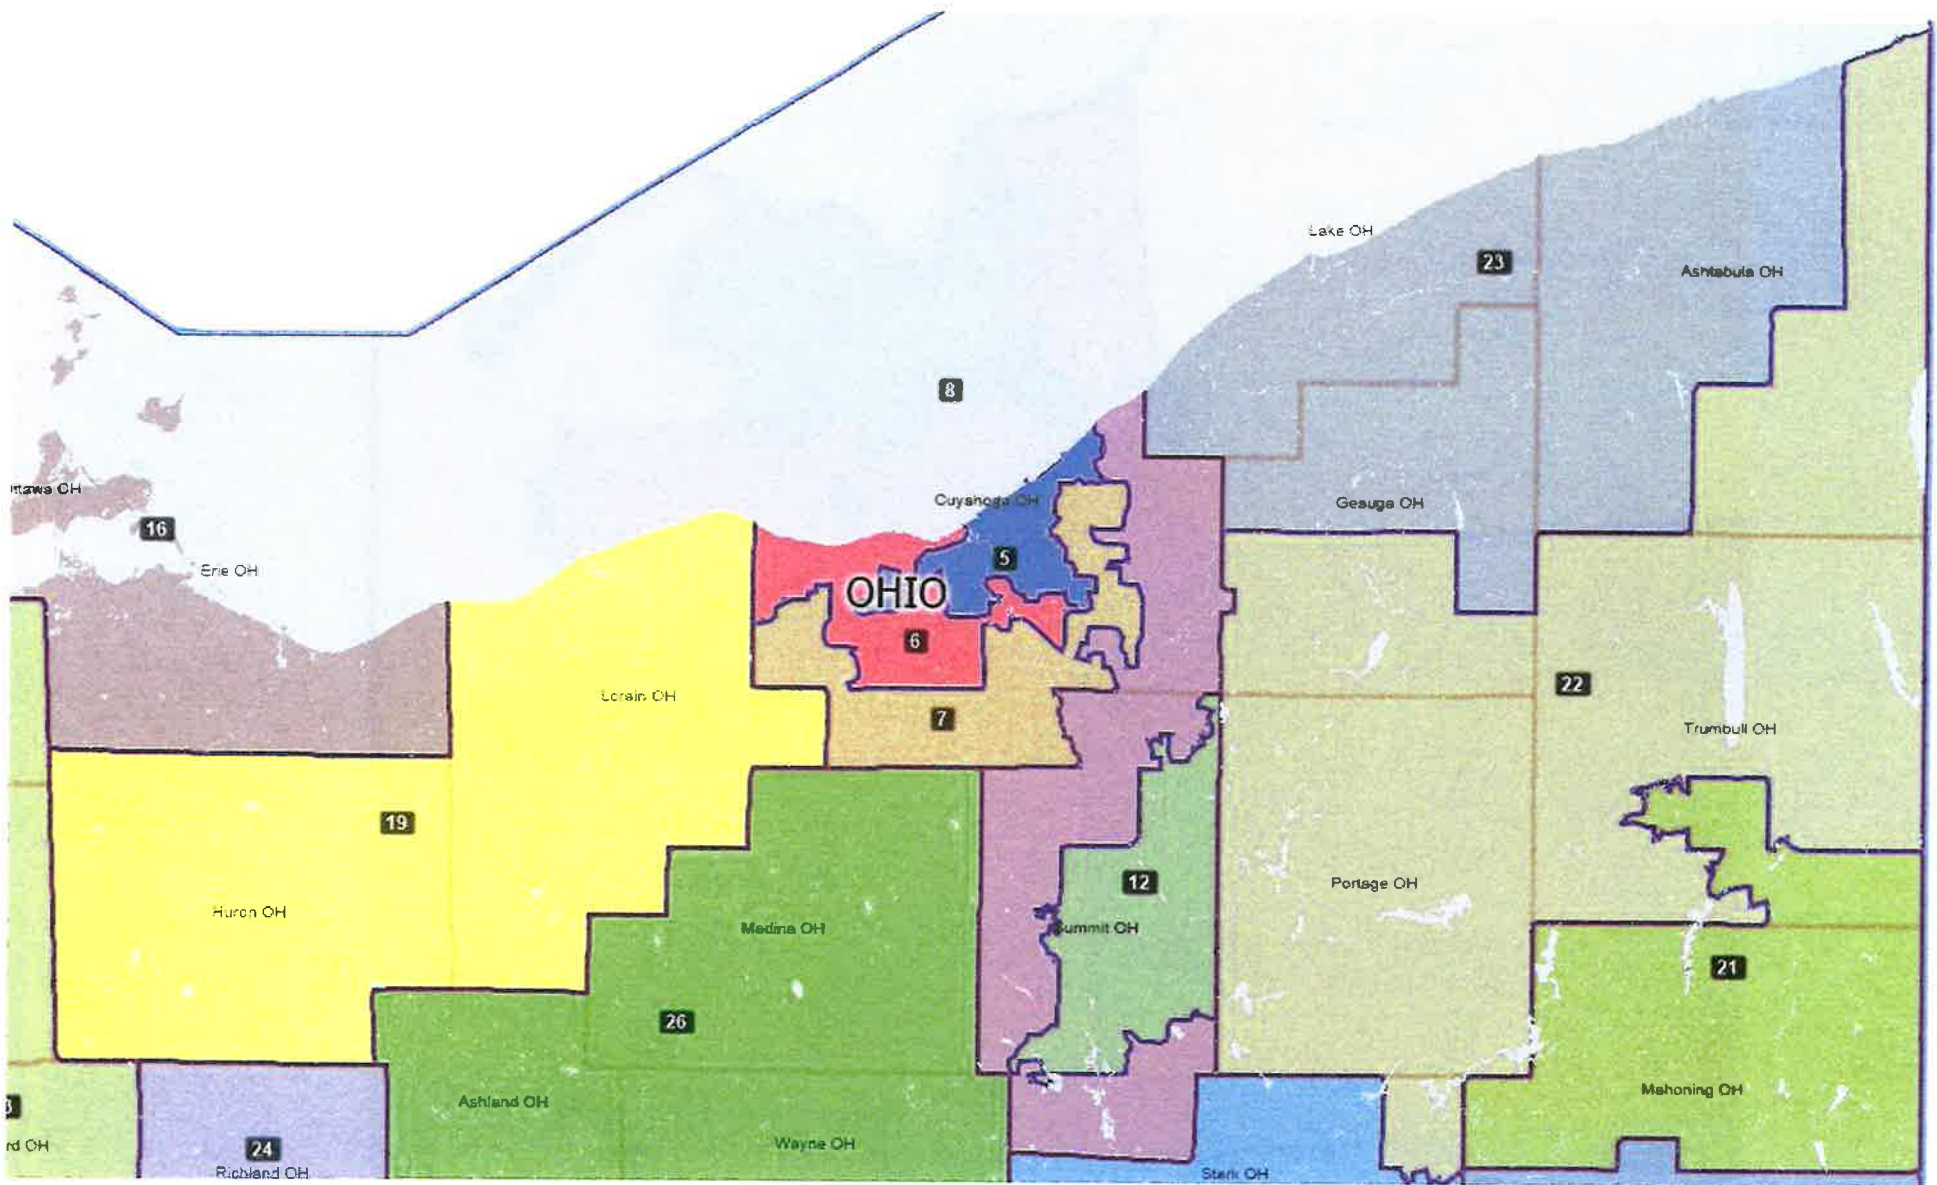 Lake OH
23
Ashtabula OH
8
ttawa OH
Cuyahoga OH
Geauga OH
16
5
Erie OH
OHIO
6
22
Lorain OH
7
Trumbull OH
19
12
Portage OH
Huron OH
Medina OH
Summit OH
21
26
Mahoning OH
Ashland OH
3
rd OH
24
Wayne OH
Richland OH
Stark OH